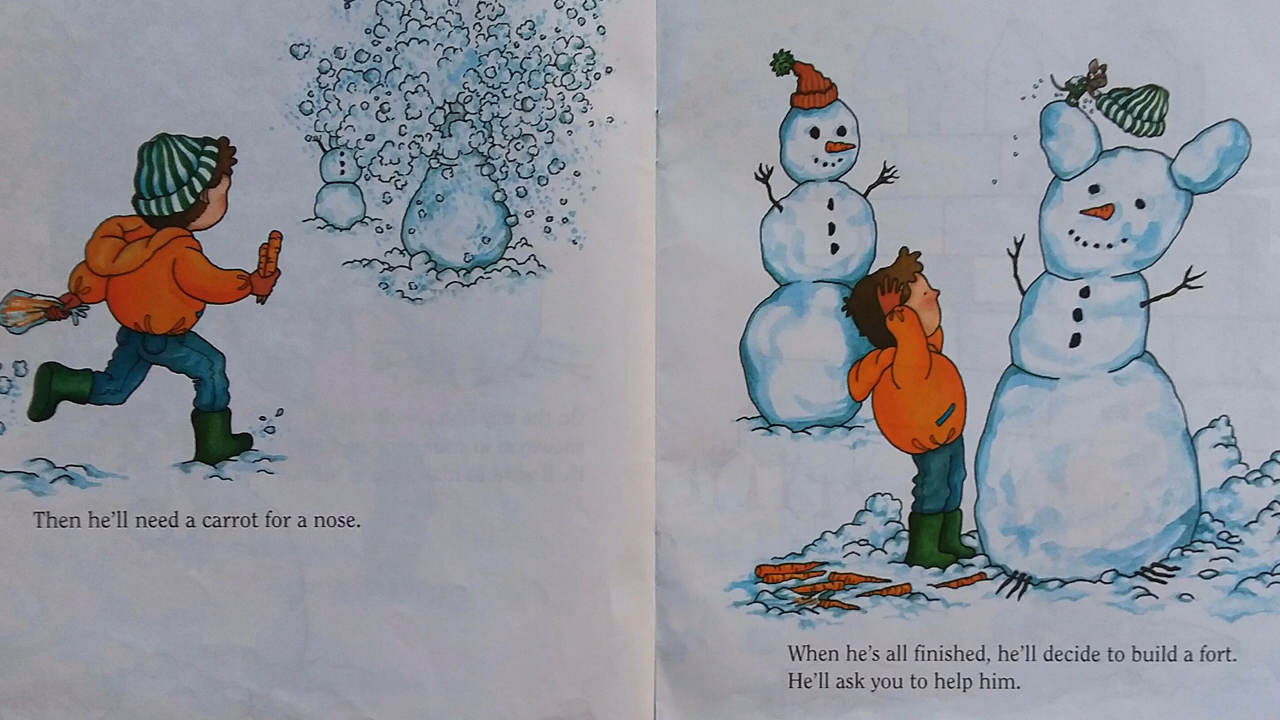 Then he'll need a carrot for a nose.
When he's all finished, he'll decide to build a fort.
He'll ask you to help him.